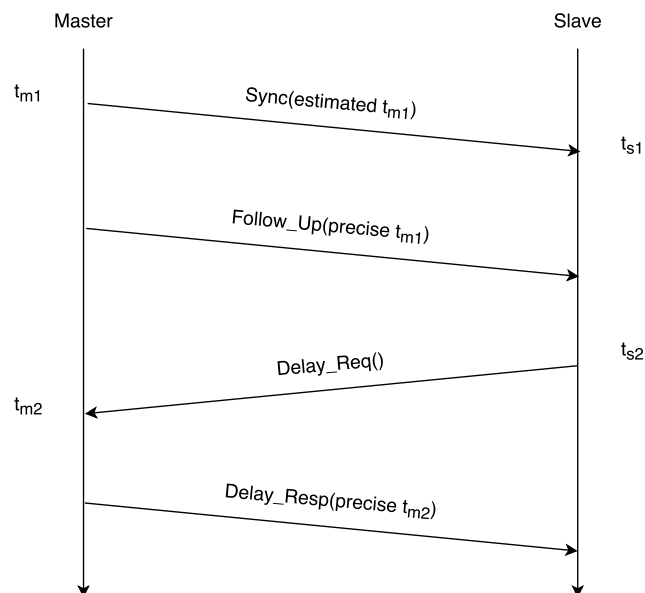 Master
Slave
tm1
Sync(estimated tm1)
ts1
Follow_Up(precise tm1)
ts2
Delay_Req()
tm2
Delay_Resp(precise tm2)